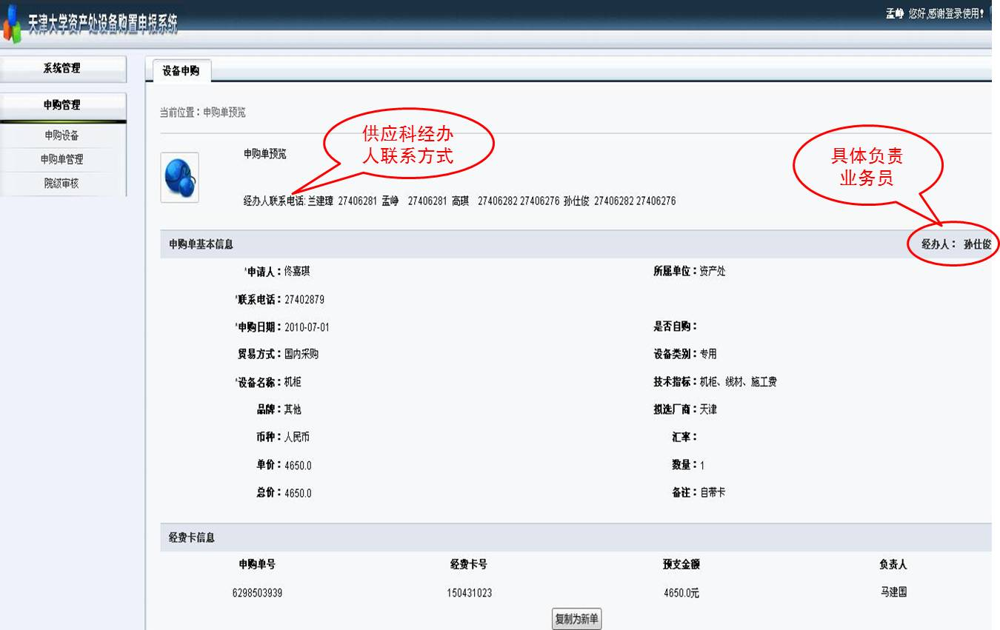 天津大学资产处设备购置申报系统
孟峥 您好,感谢登录使用!
系统管理
申购管理
申购设备
申购单管理
院级审核
设备申购
当前位置：申购单预览
供应科经办
人联系方式
具体负责
业务员
申购单预览
经办人联系电话: 兰建璋 27406281 孟峥 27406281 高琪 27406282 27406276 孙仕俊 27406282 27406276
申购单基本信息 经办人： 孙仕俊
*申请人：佟嘉琪 所属单位：资产处
*联系电话：27402879
*申购日期：2010-07-01 是否自购：
贸易方式：国内采购 设备类别：专用
*设备名称：机柜 技术指标：机柜、线材、施工费
品牌：其他 拟选厂商：天津
币种：人民币 汇率：
单价：4650.0 数量：1
总价：4650.0 备注：自带卡
经费卡信息
申购单号 经费卡号 预支金额 负责人
6298503939 150431023 4650.0元 马建国
复制为新单